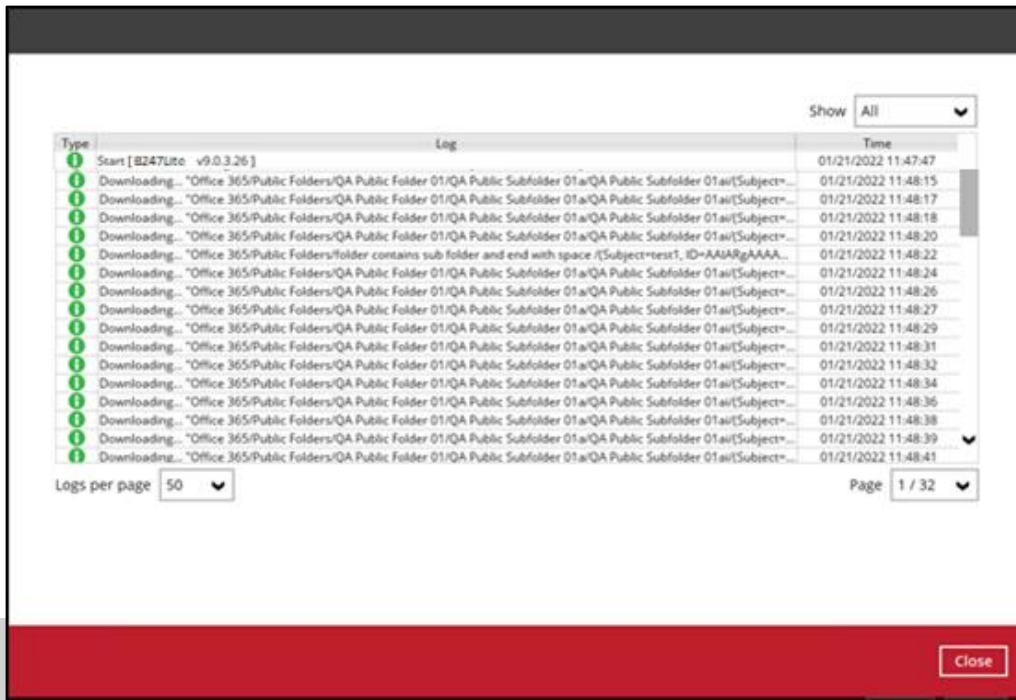 Show All
Type Log Time
Start [ B247Lite v9.0.3.26 ] 01/21/2022 11:47:47
Downloading... "Office 365/Public Folders/QA Public Folder 01/QA Public Subfolder 01a/QA Public Subfolder 01ai/{Subject=... 01/21/2022 11:48:15
Downloading... "Office 365/Public Folders/QA Public Folder 01/QA Public Subfolder 01a/QA Public Subfolder 01ai/{Subject=... 01/21/2022 11:48:17
Downloading... "Office 365/Public Folders/QA Public Folder 01/QA Public Subfolder 01a/QA Public Subfolder 01ai/{Subject=... 01/21/2022 11:48:18
Downloading... "Office 365/Public Folders/QA Public Folder 01/QA Public Subfolder 01a/QA Public Subfolder 01ai/{Subject=... 01/21/2022 11:48:20
Downloading... "Office 365/Public Folders/folder contains sub folder and end with space /{Subject=test1, ID=AAIARgAAAA... 01/21/2022 11:48:22
Downloading... "Office 365/Public Folders/QA Public Folder 01/QA Public Subfolder 01a/QA Public Subfolder 01ai/{Subject=... 01/21/2022 11:48:24
Downloading... "Office 365/Public Folders/QA Public Folder 01/QA Public Subfolder 01a/QA Public Subfolder 01ai/{Subject=... 01/21/2022 11:48:26
Downloading... "Office 365/Public Folders/QA Public Folder 01/QA Public Subfolder 01a/QA Public Subfolder 01ai/{Subject=... 01/21/2022 11:48:27
Downloading... "Office 365/Public Folders/QA Public Folder 01/QA Public Subfolder 01a/QA Public Subfolder 01ai/{Subject=... 01/21/2022 11:48:29
Downloading... "Office 365/Public Folders/QA Public Folder 01/QA Public Subfolder 01a/QA Public Subfolder 01ai/{Subject=... 01/21/2022 11:48:31
Downloading... "Office 365/Public Folders/QA Public Folder 01/QA Public Subfolder 01a/QA Public Subfolder 01ai/{Subject=... 01/21/2022 11:48:32
Downloading... "Office 365/Public Folders/QA Public Folder 01/QA Public Subfolder 01a/QA Public Subfolder 01ai/{Subject=... 01/21/2022 11:48:34
Downloading... "Office 365/Public Folders/QA Public Folder 01/QA Public Subfolder 01a/QA Public Subfolder 01ai/{Subject=... 01/21/2022 11:48:36
Downloading... "Office 365/Public Folders/QA Public Folder 01/QA Public Subfolder 01a/QA Public Subfolder 01ai/{Subject=... 01/21/2022 11:48:38
Downloading... "Office 365/Public Folders/QA Public Folder 01/QA Public Subfolder 01a/QA Public Subfolder 01ai/{Subject=... 01/21/2022 11:48:39
Downloading... "Office 365/Public Folders/QA Public Folder 01/QA Public Subfolder 01a/QA Public Subfolder 01ai/{Subject=... 01/21/2022 11:48:41
Logs per page 50 Page 1 / 32
Close